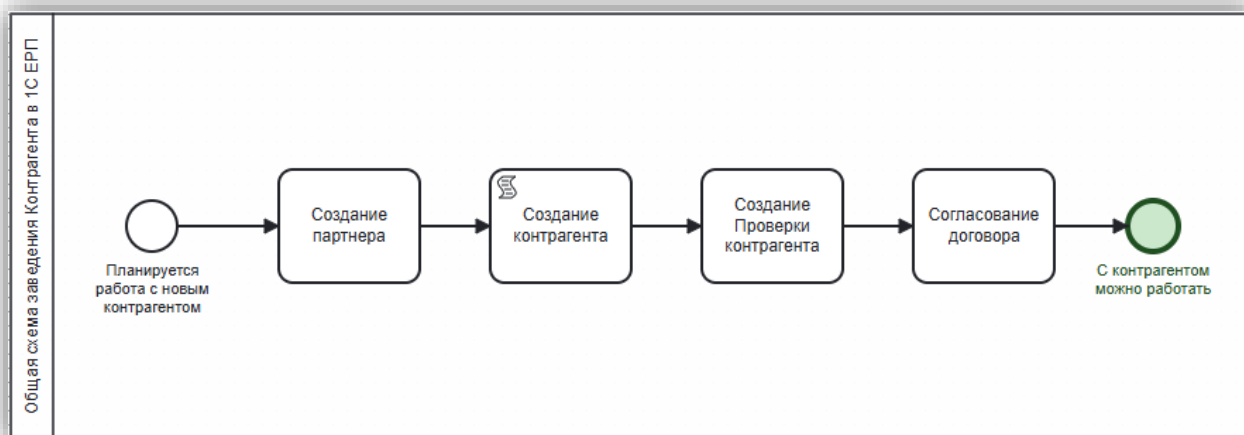 Общая схема заведения Контрагента в 1С ЕРП
Планируется
работа с новым
контрагентом
Создание
партнера
Создание
контрагента
Создание
Проверки
контрагента
Согласование
договора
С контрагентом
можно работать